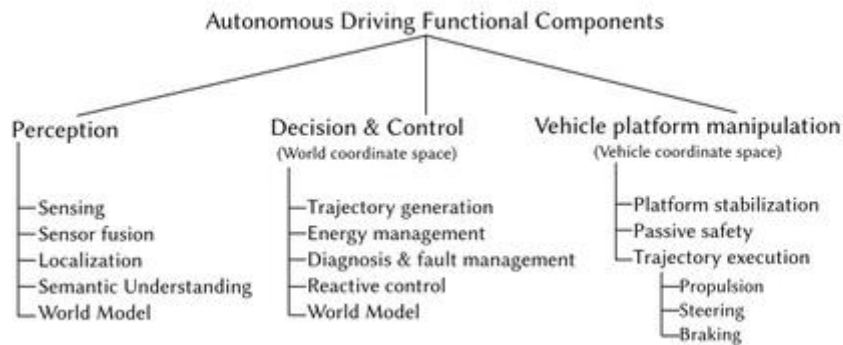 Autonomous Driving Functional Components
Perception
Sensing
Sensor fusion
Localization
Semantic Understanding
World Model
Decision & Control
(World coordinate space)
Trajectory generation
Energy management
Diagnosis & fault management
Reactive control
World Model
Vehicle platform manipulation
(Vehicle coordinate space)
Platform stabilization
Passive safety
Trajectory execution
Propulsion
Steering
Braking